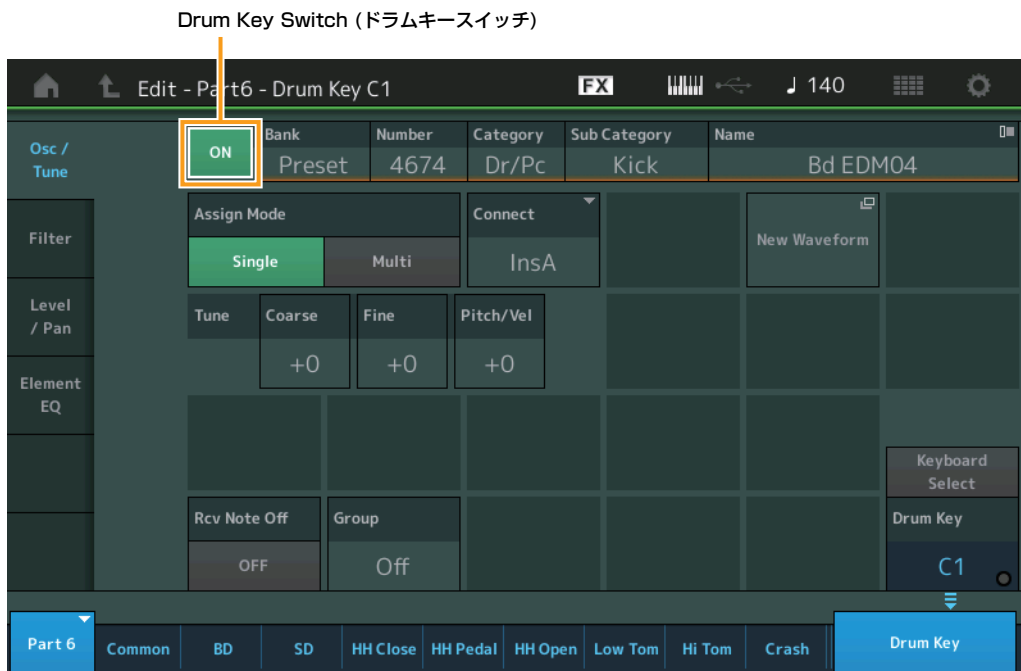 Drum Key Switch (ドラムキースイッチ)
Edit - Part6 - Drum Key C1
FX
♩ 140
Osc /
Tune
ON
Bank
Preset
Number
4674
Category
Dr/Pc
Sub Category
Kick
Name
Bd EDM04
Filter
Assign Mode
Single
Multi
Connect
InsA
New Waveform
Level
/ Pan
Tune
Coarse
+0
Fine
+0
Pitch/Vel
+0
Element
EQ
Keyboard
Select
Rcv Note Off
OFF
Group
Off
Drum Key
C1
Part 6
Common
BD
SD
HH Close
HH Pedal
HH Open
Low Tom
Hi Tom
Crash
Drum Key